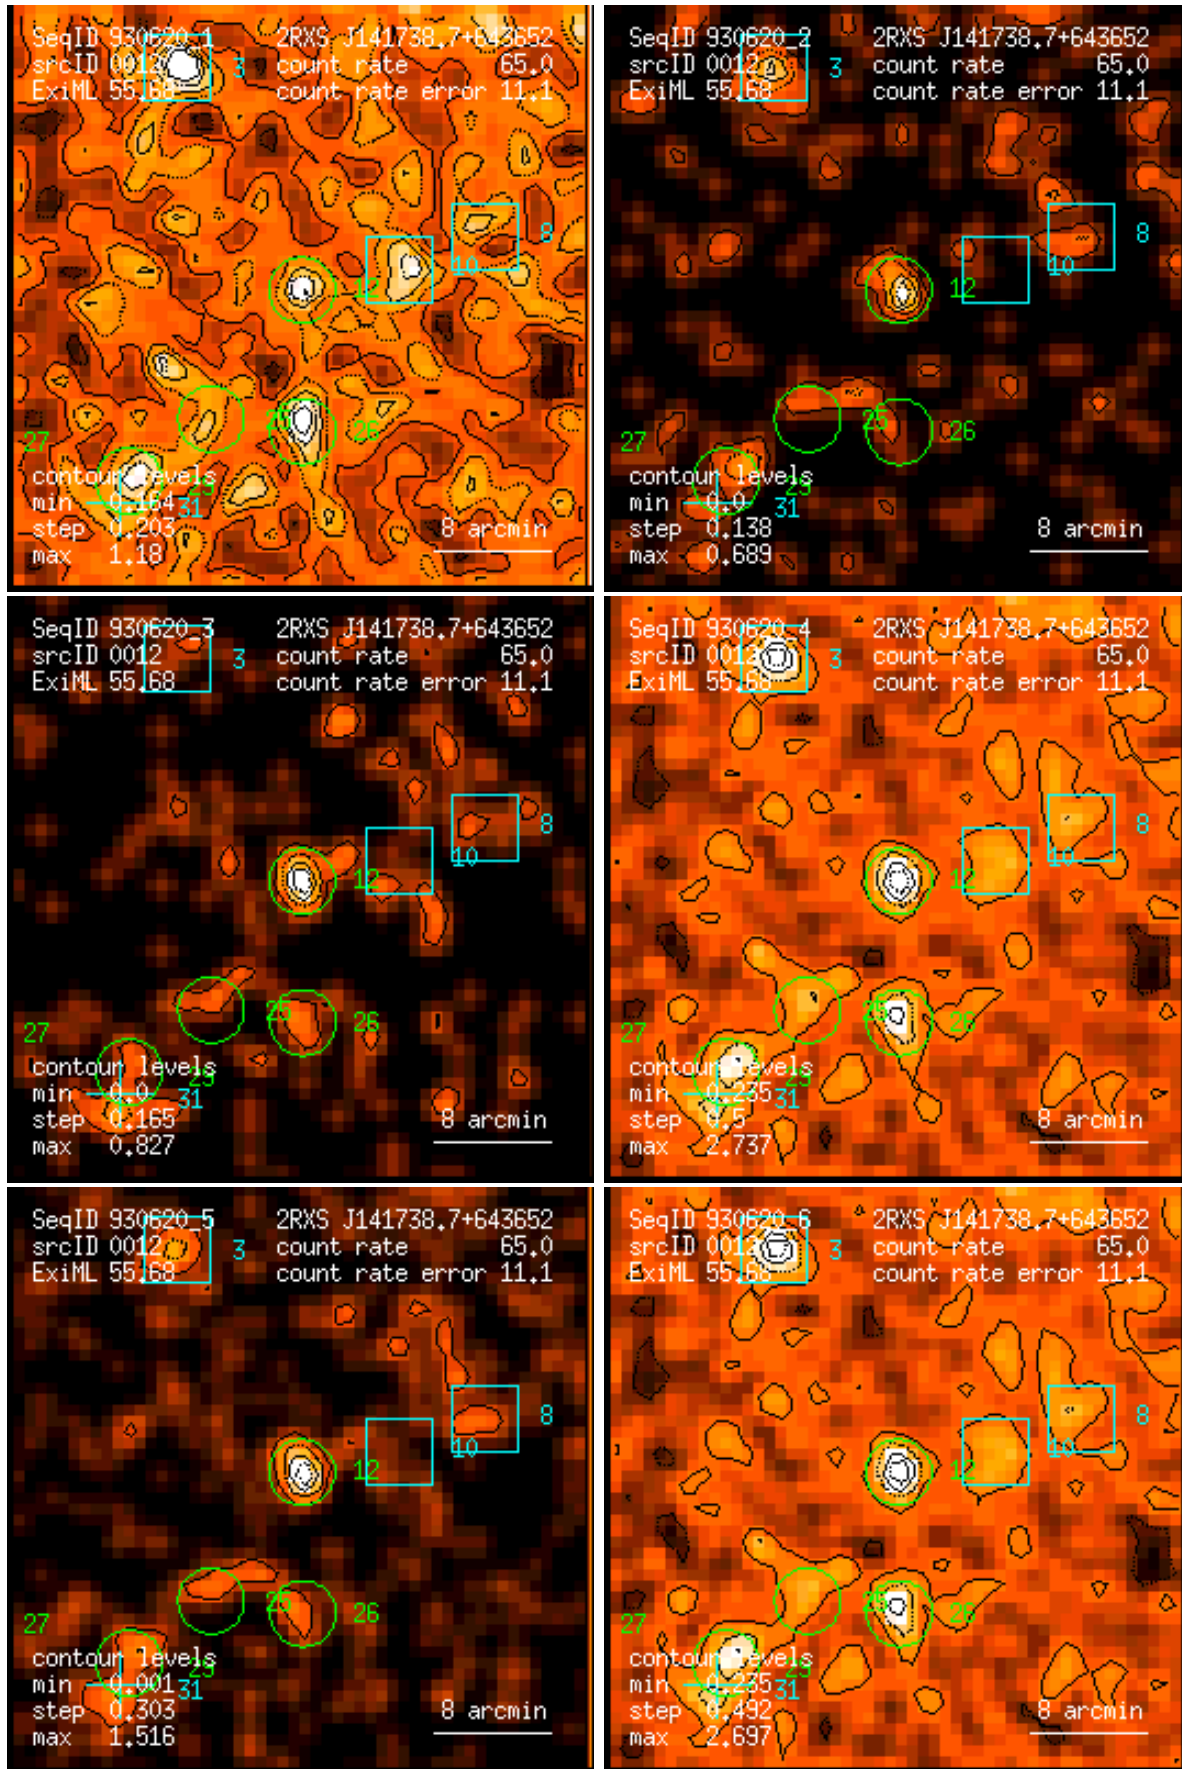 SeqID 930620_1 2RXS J141738.7+643652
srcID 0012 3 count rate 65.0
ExiML 55.68 count rate error 11.1
8
10
12
25
27 26
contour levels
29
min 0.164 31
step 0.203 8 arcmin
max 1.18
SeqID 930620_2 2RXS J141738.7+643652
srcID 0012 3 count rate 65.0
ExiML 55.68 count rate error 11.1
8
10
12
25
27 26
contour levels
29
min 0.0 31
step 0.138 8 arcmin
max 0.689
SeqID 930620_3 2RXS J141738.7+643652
srcID 0012 3 count rate 65.0
ExiML 55.68 count rate error 11.1
8
10
12
25
27 26
contour levels
29
min 0.0 31
step 0.165 8 arcmin
max 0.827
SeqID 930620_4 2RXS J141738.7+643652
srcID 0012 3 count rate 65.0
ExiML 55.68 count rate error 11.1
8
10
12
25
27 26
contour levels
29
min 0.235 31
step 0.5 8 arcmin
max 2.737
SeqID 930620_5 2RXS J141738.7+643652
srcID 0012 3 count rate 65.0
ExiML 55.68 count rate error 11.1
8
10
12
25
27 26
contour levels
29
min 0.001 31
step 0.303 8 arcmin
max 1.516
SeqID 930620_6 2RXS J141738.7+643652
srcID 0012 3 count rate 65.0
ExiML 55.68 count rate error 11.1
8
10
12
25
27 26
contour levels
29
min 0.235 31
step 0.492 8 arcmin
max 2.697